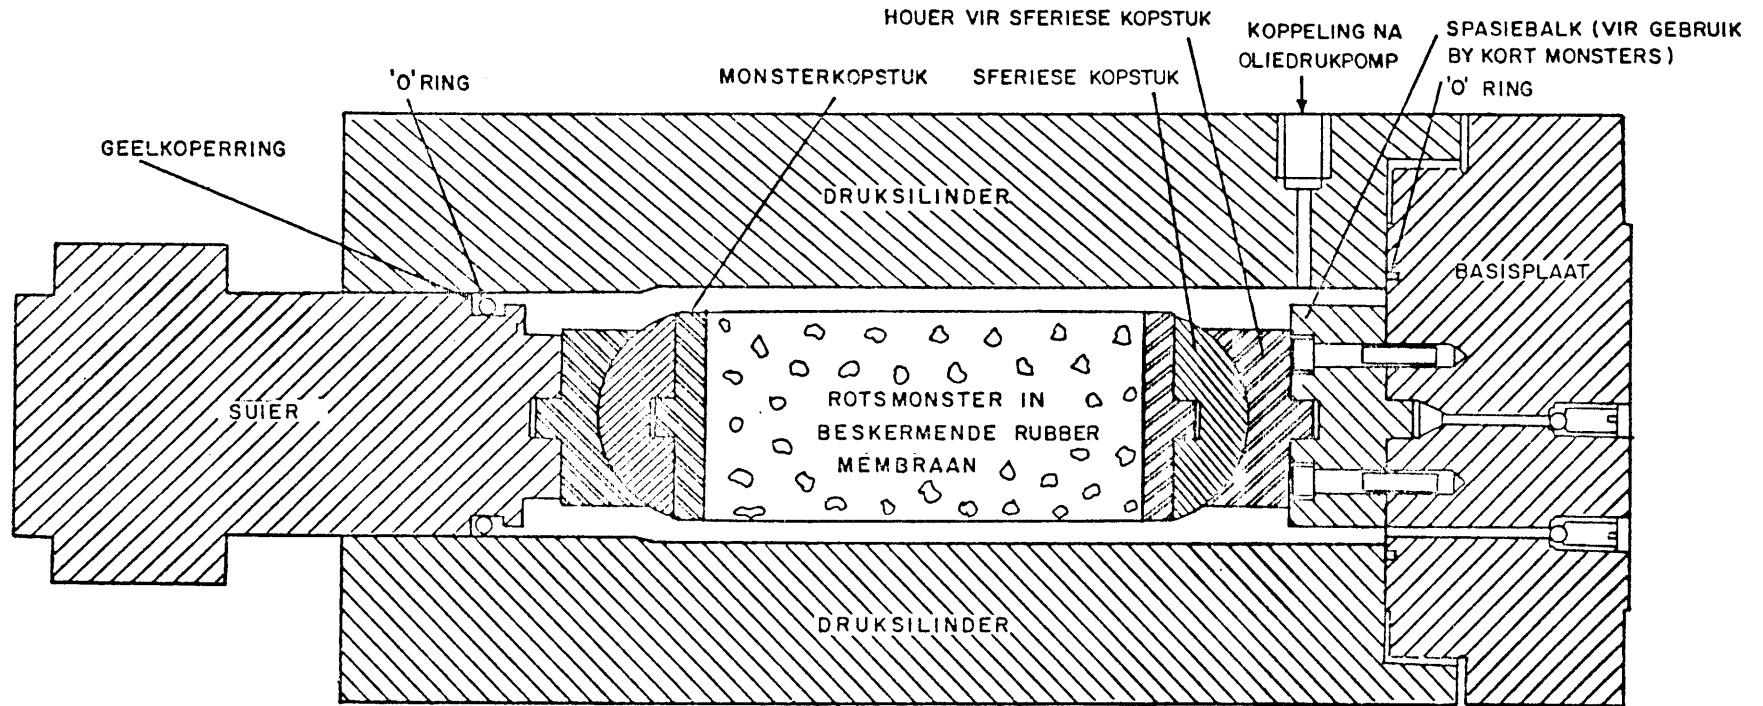 HOUER VIR SFERIESE KOPSTUK
KOPPELING NA
OLIEDRUKPOMP
SPASIEBALK (VIR GEBRUIK
BY KORT MONSTERS)
'O' RING
'O' RING
MONSTERKOPSTUK
SFERIESE KOPSTUK
GEELKOPERRING
DRUKSILINDER
BASISPLAAT
SUIER
ROTSMONSTER IN
BESKERMENDE RUBBER
MEMBRAAN
DRUKSILINDER